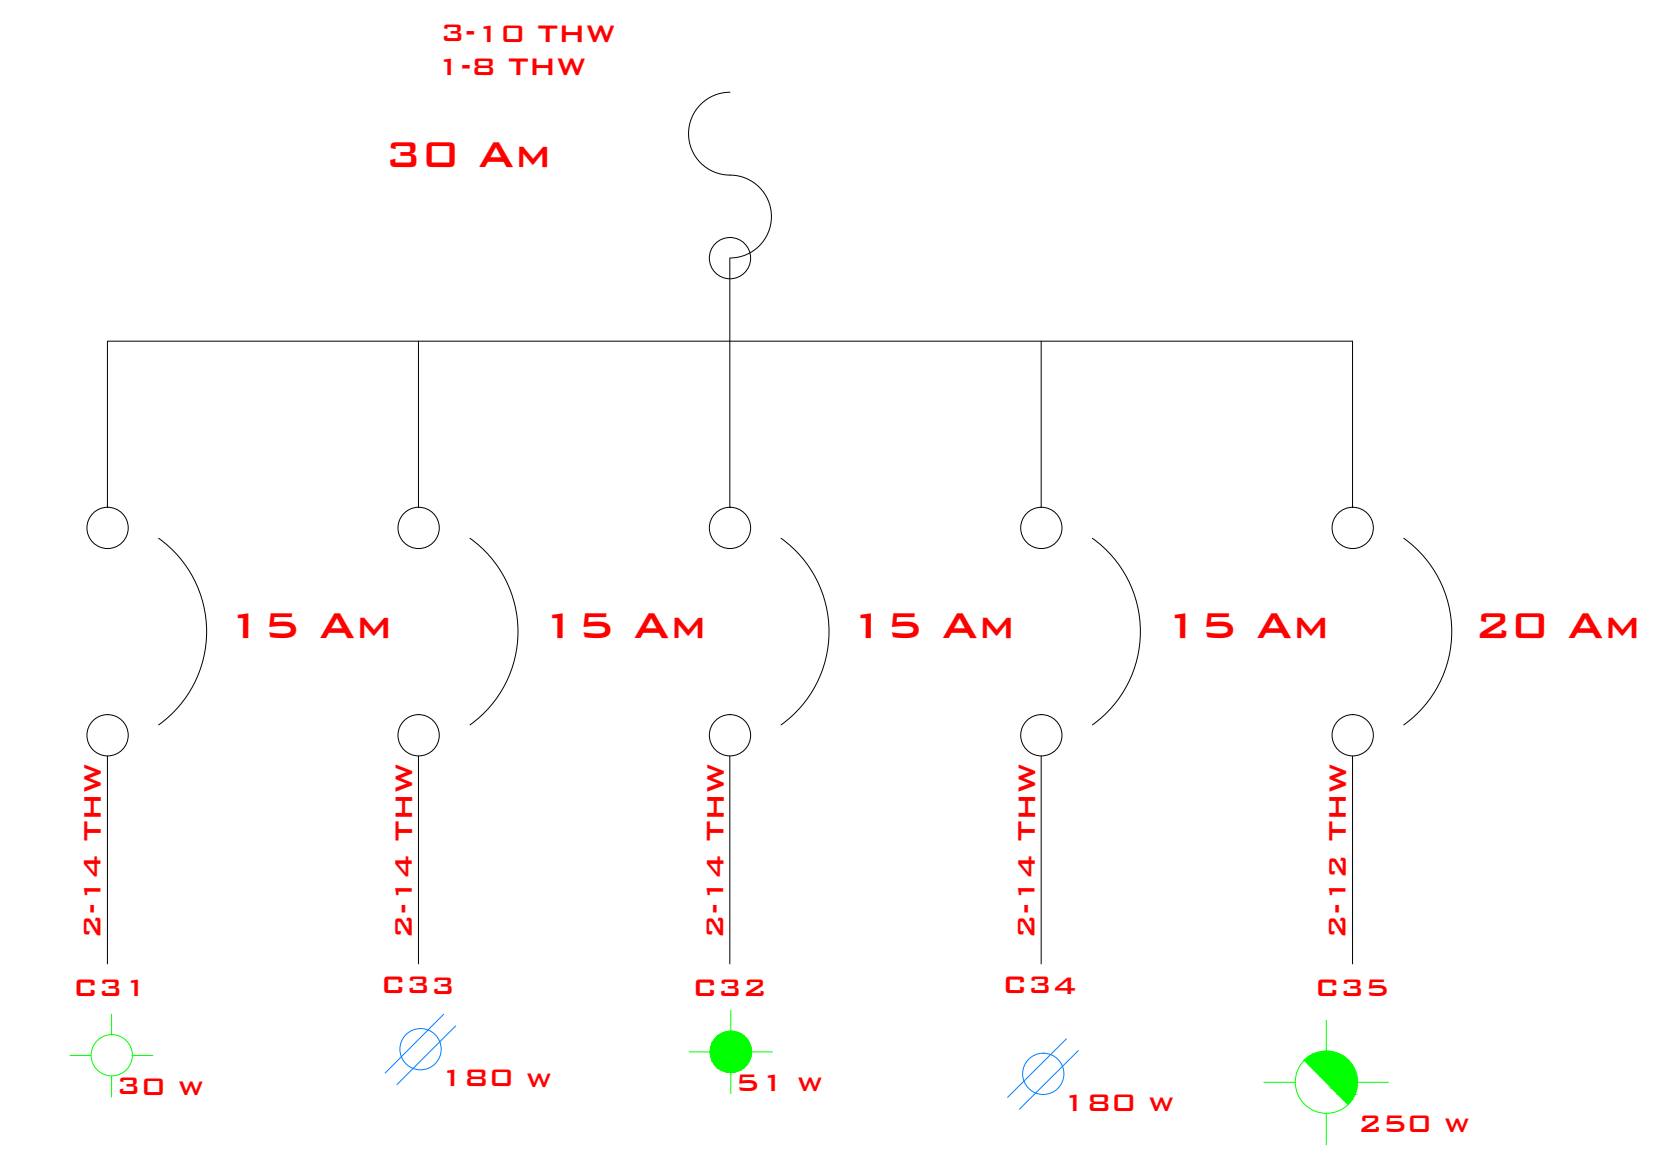 3-10 THW
1-8 THW
30 AM
15 AM
15 AM
15 AM
15 AM
20 AM
2-14 THW
2-14 THW
2-14 THW
2-14 THW
2-12 THW
C31
C33
C32
C34
C35
30 W
180 W
51 W
180 W
250 W